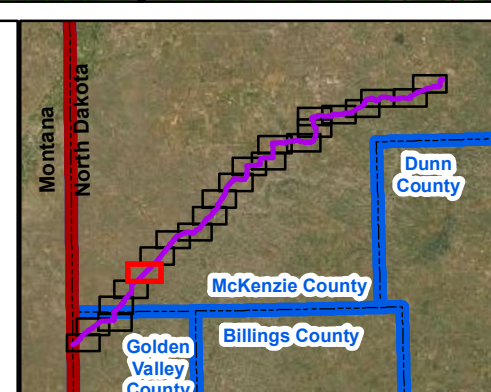 Montana
North Dakota
Dunn
County
McKenzie County
Billings County
Golden
Valley
County